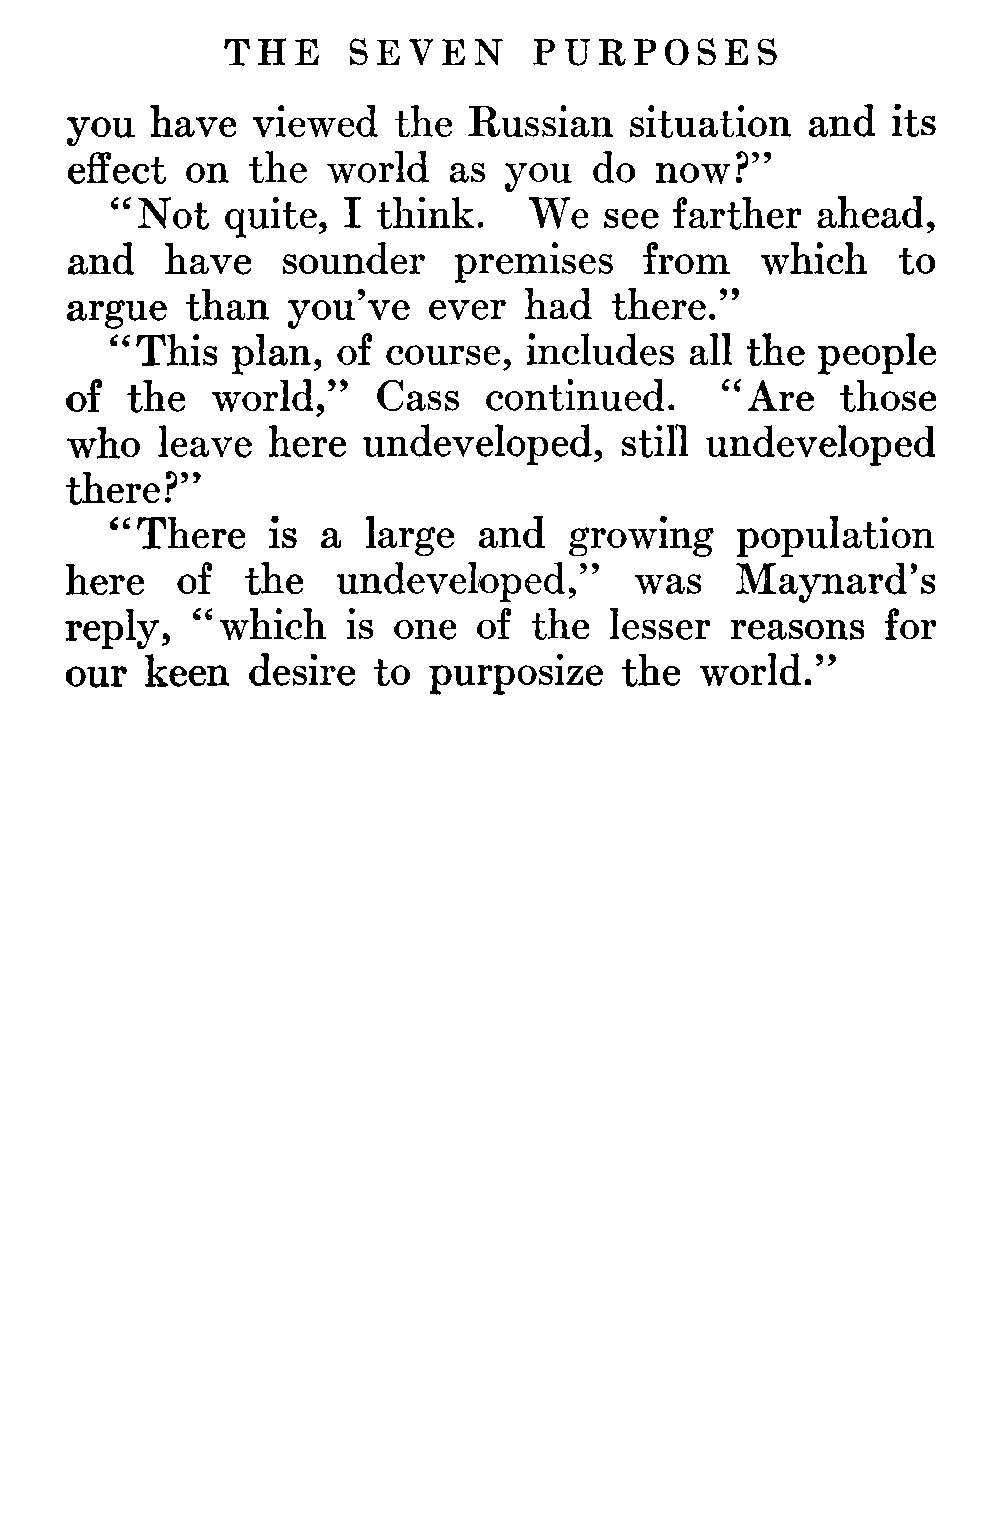 THE SEVEN PURPOSES
you have viewed the Russian situation and its
effect on the world as you do now?”
“Not quite, I think. We see farther ahead,
and have sounder premises from which to
argue than you’ve ever had there.”
“This plan, of course, includes all the people
of the world,” Cass continued. “Are those
who leave here undeveloped, still undeveloped
there?”
“There is a large and growing population
here of the undeveloped,” was Maynard’s
reply, “which is one of the lesser reasons for
our keen desire to purposize the world.”